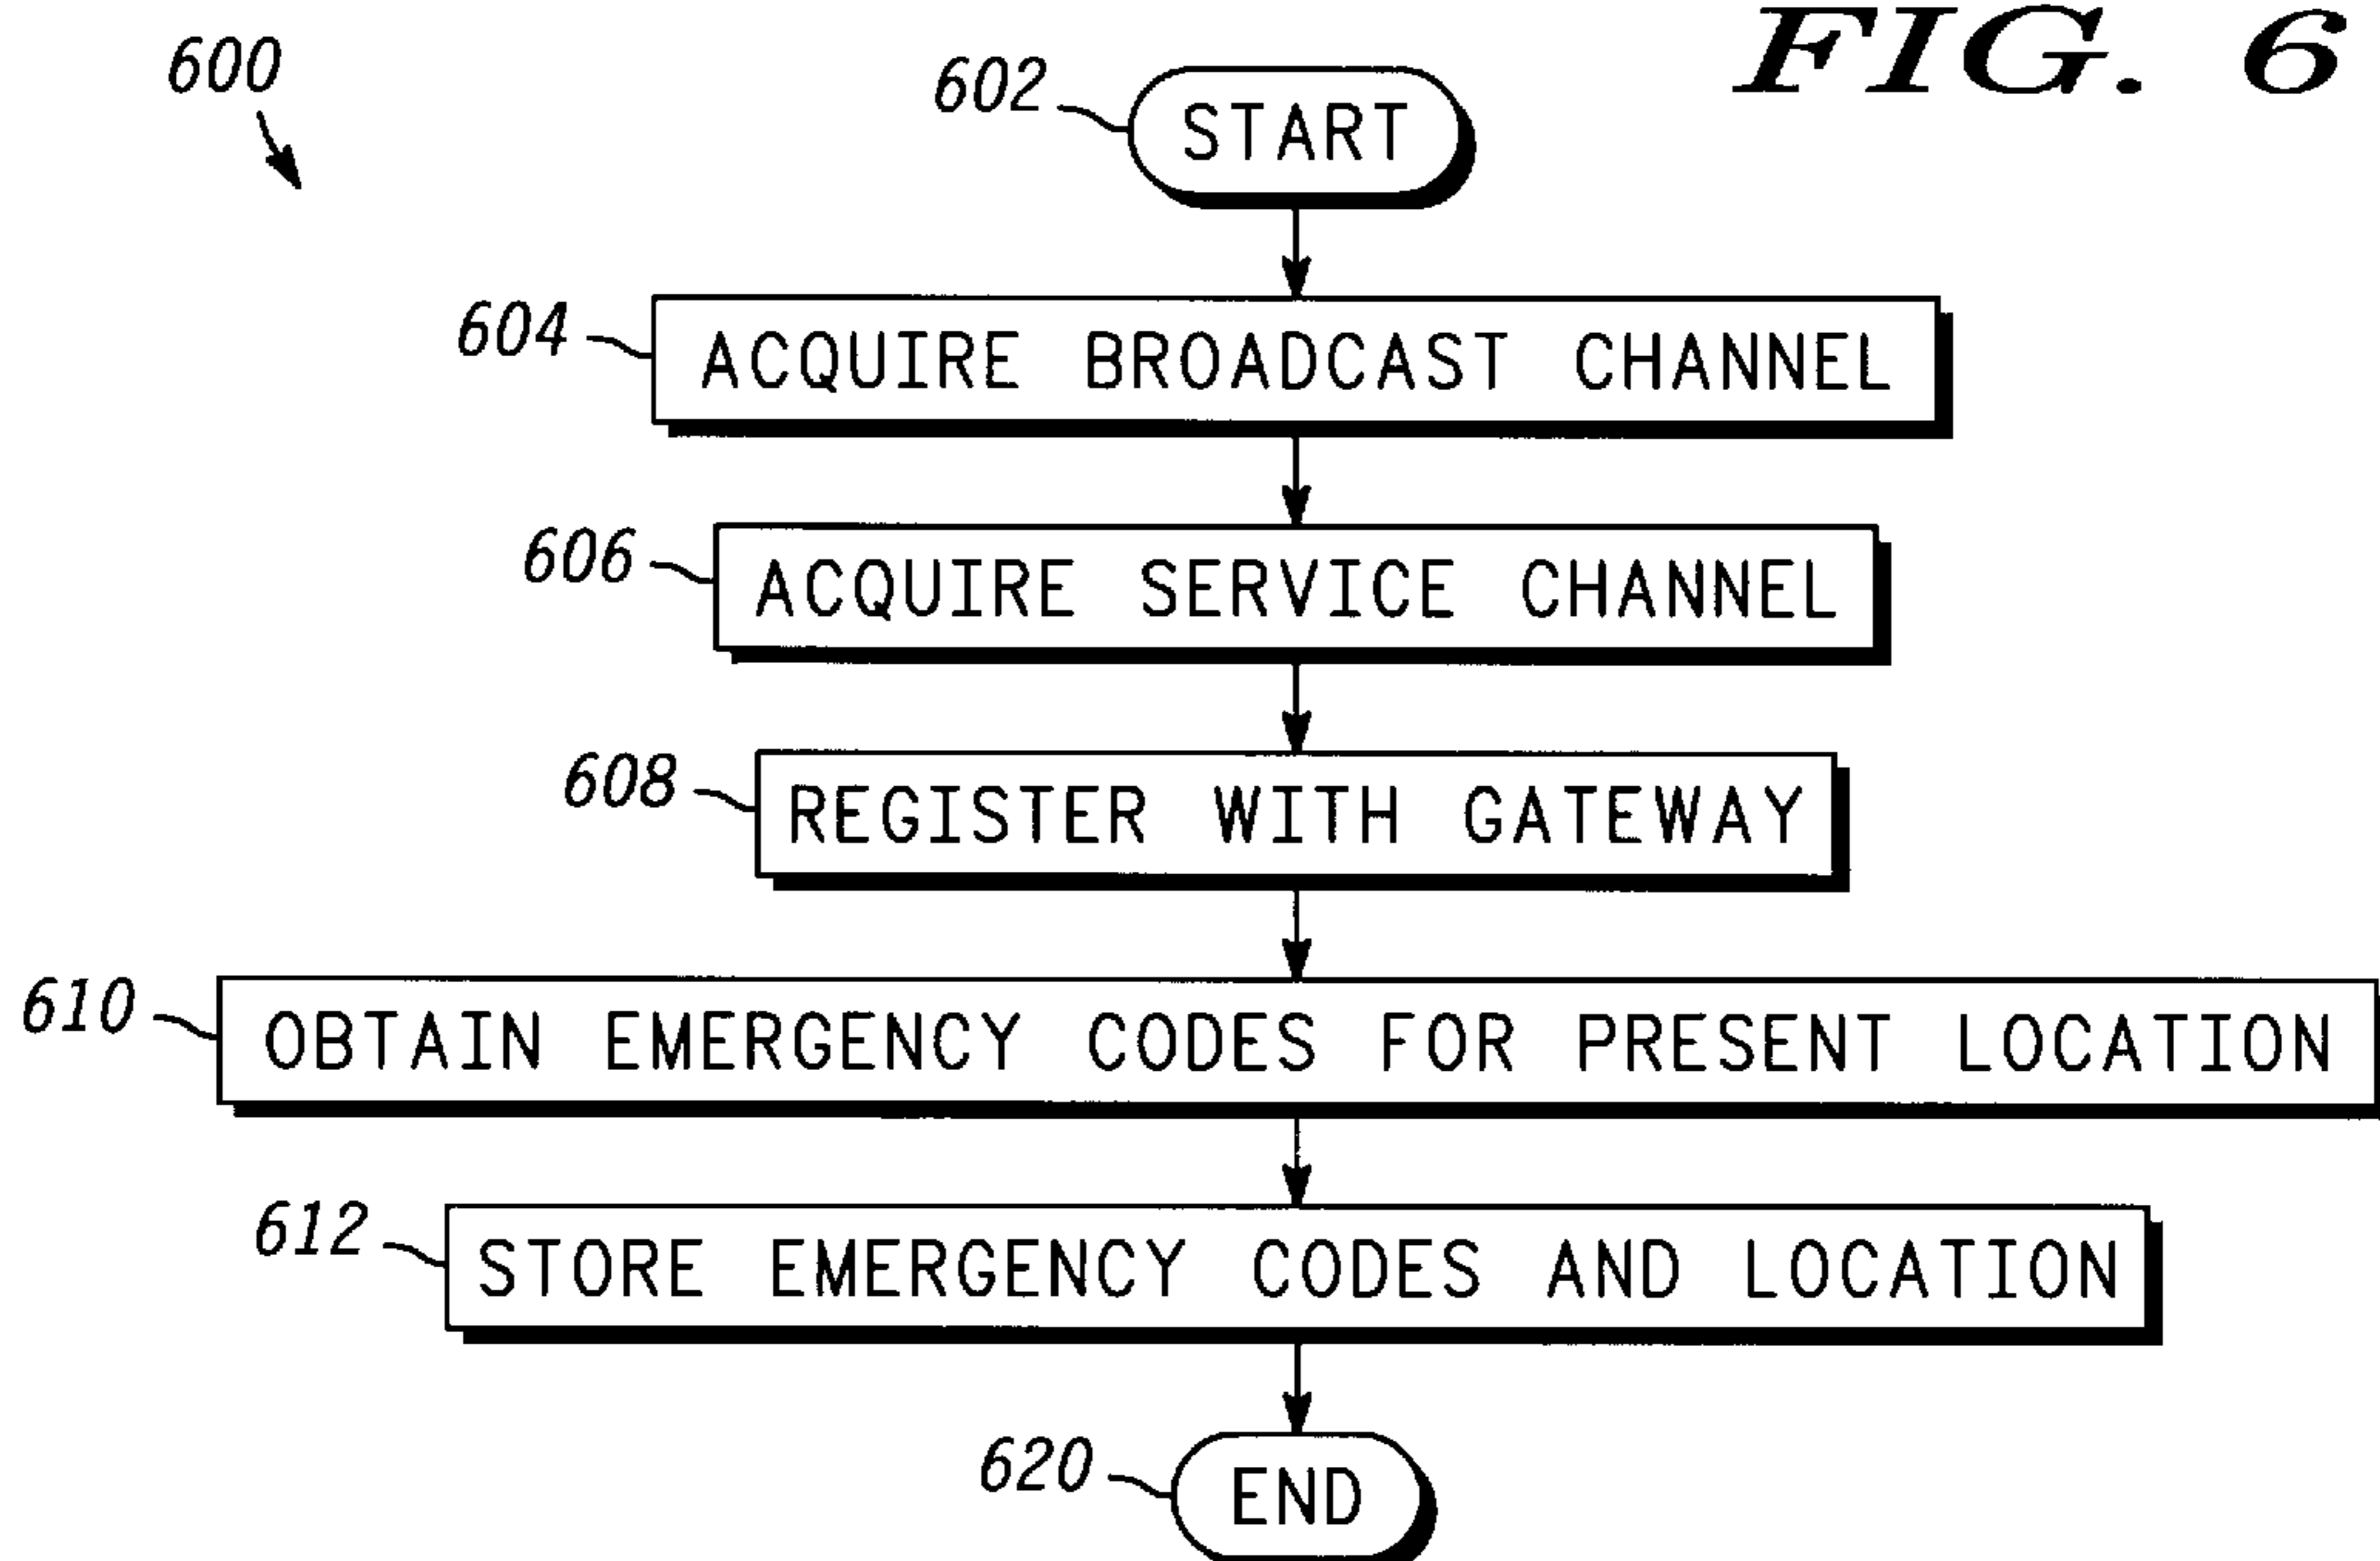 FIG. 6
600
602
START
604
ACQUIRE BROADCAST CHANNEL
606
ACQUIRE SERVICE CHANNEL
608
REGISTER WITH GATEWAY
610
OBTAIN EMERGENCY CODES FOR PRESENT LOCATION
612
STORE EMERGENCY CODES AND LOCATION
620
END